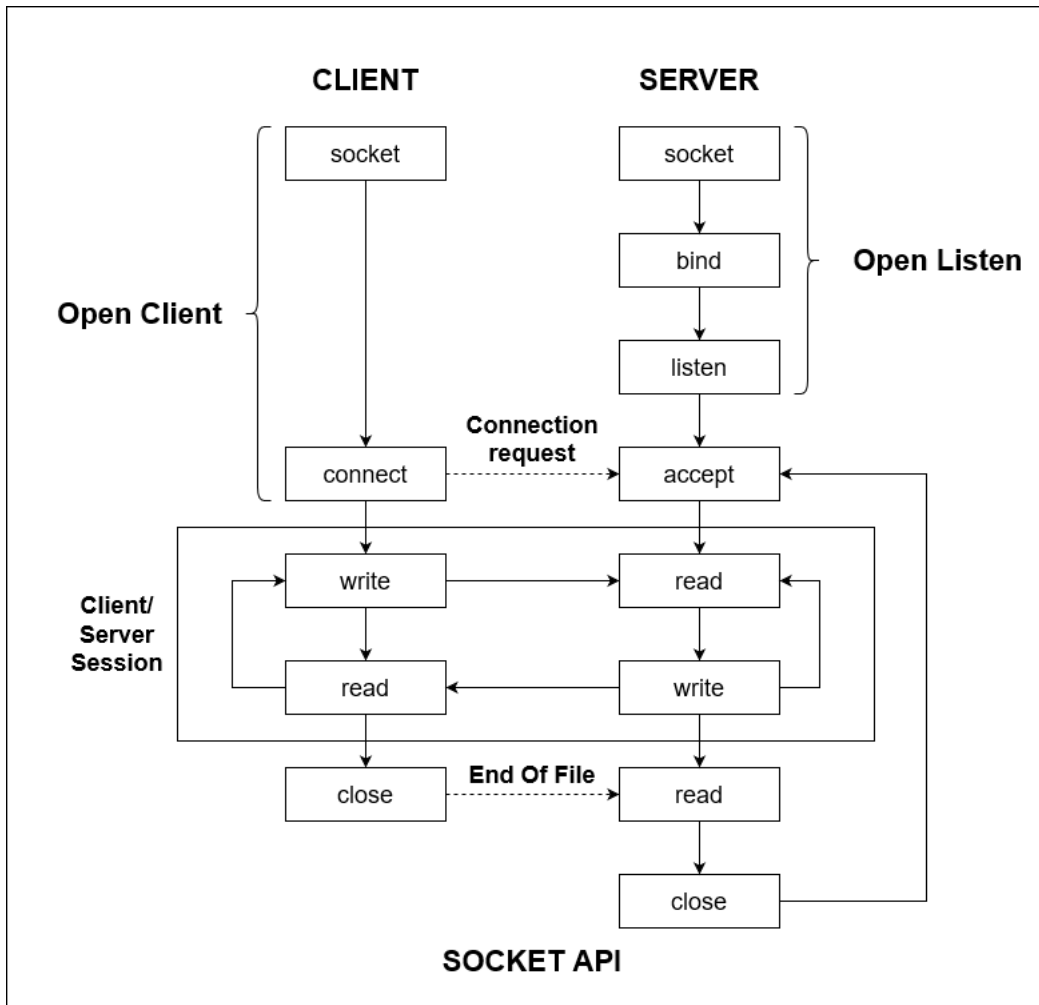 CLIENT
SERVER
socket
socket
bind
Open Listen
Open Client
listen
Connection
request
connect
accept
write
read
Client/
Server
Session
read
write
End Of File
close
read
close
SOCKET API